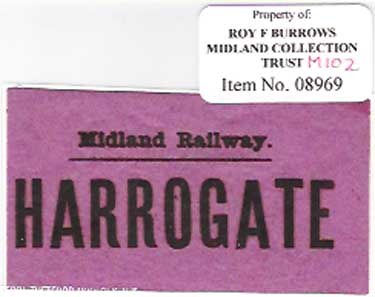 Property of:
ROY F BURROWS
MIDLAND COLLECTION
TRUST M102
Item No. 08969
Midland Railway.
HARROGATE